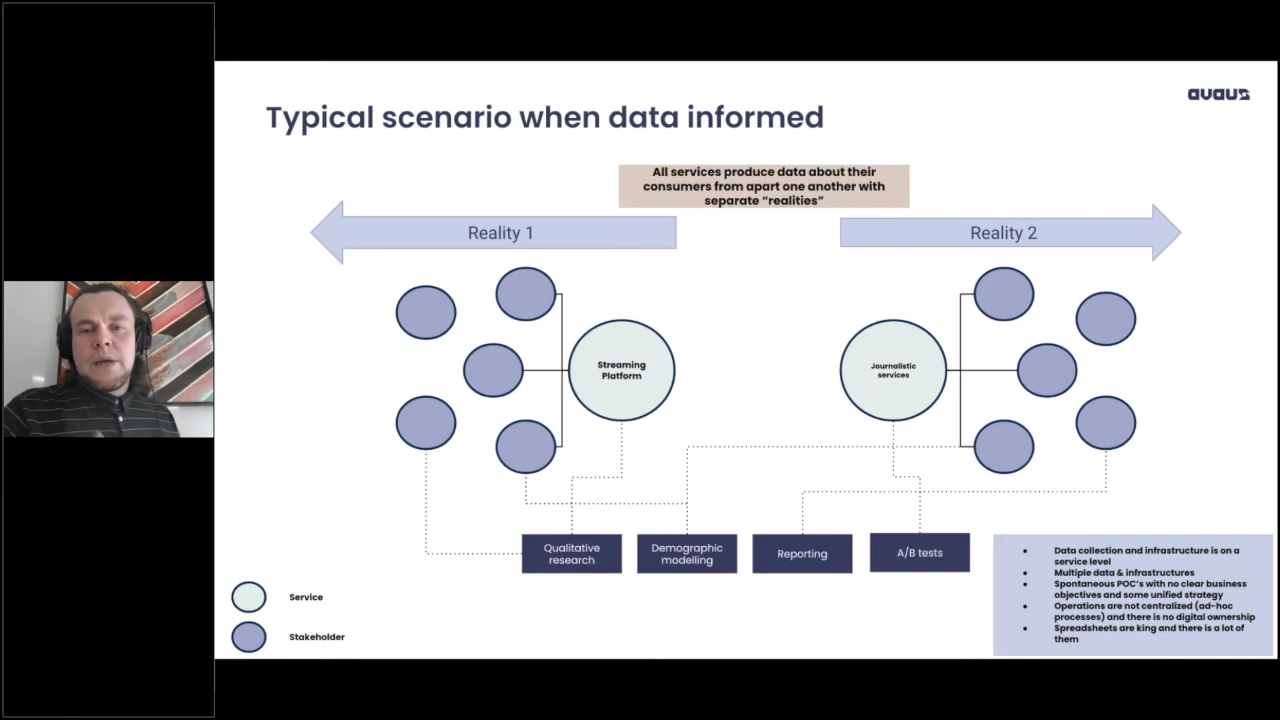 avaus
Typical scenario when data informed
All services produce data about their
consumers from apart one another with
separate “realities”
Reality 1
Reality 2
Streaming
Platform
Journalistic
services
Qualitative
research
Demographic
modelling
Reporting
A/B tests
Service
Stakeholder
Data collection and infrastructure is on a
service level
Multiple data & infrastructures
Spontaneous POC's with no clear business
objectives and some unified strategy
Operations are not centralized (ad-hoc
processes) and there is no digital ownership
Spreadsheets are king and there is a lot of
them